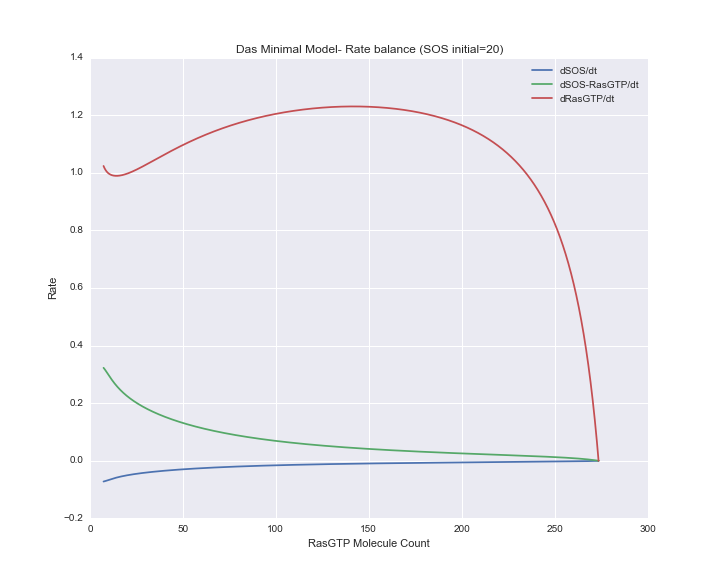 Das Minimal Model- Rate balance (SOS initial=20)
1.4
1.2
1.0
0.8
0.6
0.4
0.2
0.0
−0.2
Rate
dSOS/dt
dSOS-RasGTP/dt
dRasGTP/dt
0 50 100 150 200 250 300
RasGTP Molecule Count